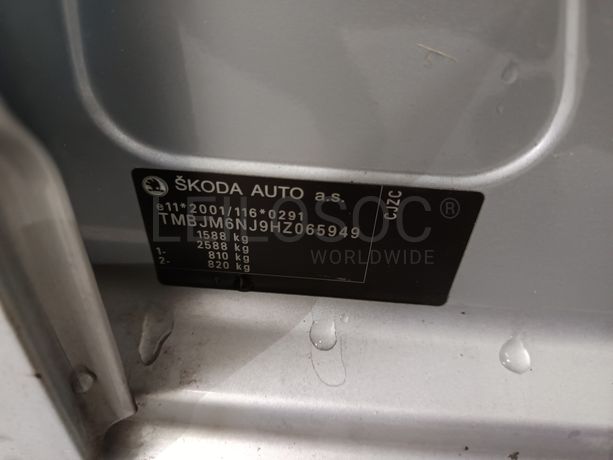 ŠKODA AUTO a.s.
e11*2001/116*0291
TMBJM6NJ9HZ065949
1588 kg
1- 2588 kg
2- 810 kg
820 kg
CJZC
LEILOSOC®
WORLDWIDE